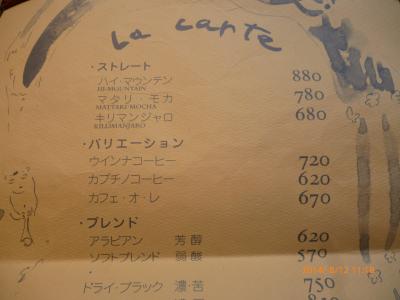 La carte
・ストレート
ハイ・マウンテン 880
HI-MOUNTAIN
マタリ・モカ 780
MATTARI-MOCHA
キリマンジャロ 680
KILIMANJARO
・バリエーション
ウインナコーヒー 720
カプチノコーヒー 620
カフェ・オ・レ 670
・ブレンド
アラビアン 芳醇 620
ソフトブレンド 弱酸 570
ドライ・ブラック 濃・苦 750